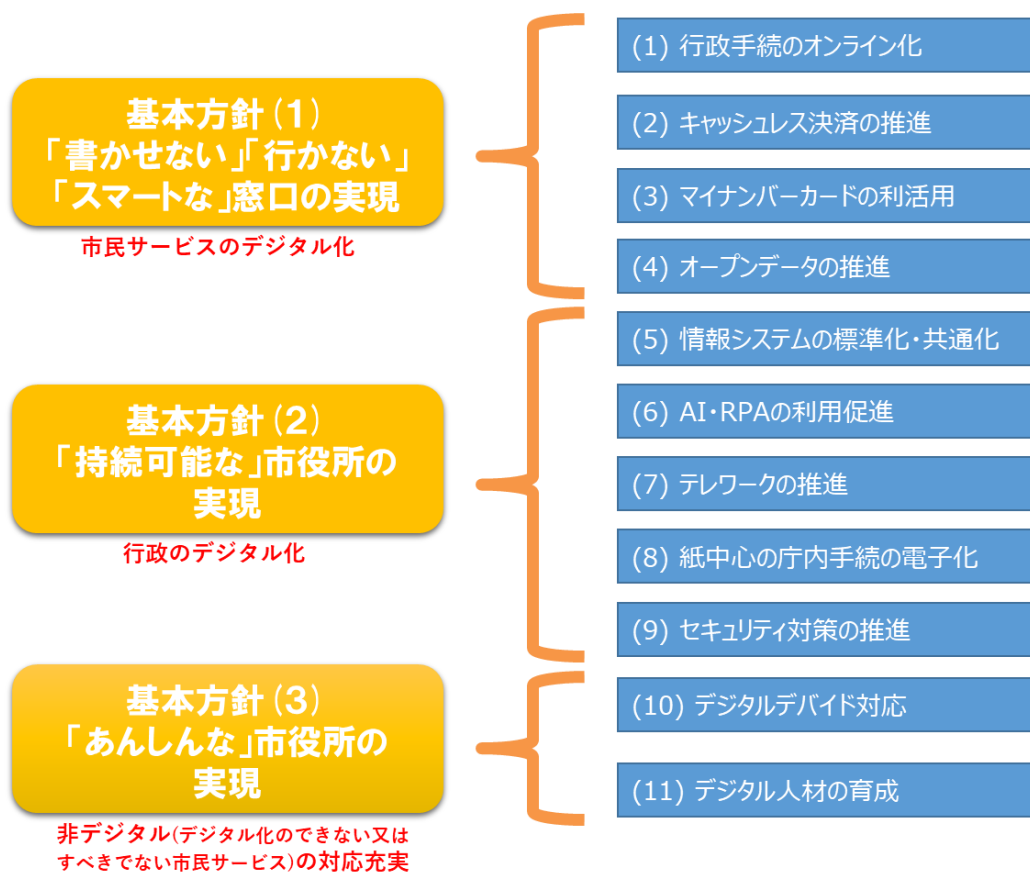 基本方針(1)
「書かせない」「行かない」
「スマートな」窓口の実現
市民サービスのデジタル化
(1) 行政手続のオンライン化
(2) キャッシュレス決済の推進
(3) マイナンバーカードの利活用
(4) オープンデータの推進
基本方針(2)
「持続可能な」市役所の
実現
行政のデジタル化
(5) 情報システムの標準化・共通化
(6) AI・RPAの利用促進
(7) テレワークの推進
(8) 紙中心の庁内手続の電子化
(9) セキュリティ対策の推進
基本方針(3)
「あんしんな」市役所の
実現
非デジタル(デジタル化のできない又は
すべきでない市民サービス)の対応充実
(10) デジタルデバイド対応
(11) デジタル人材の育成